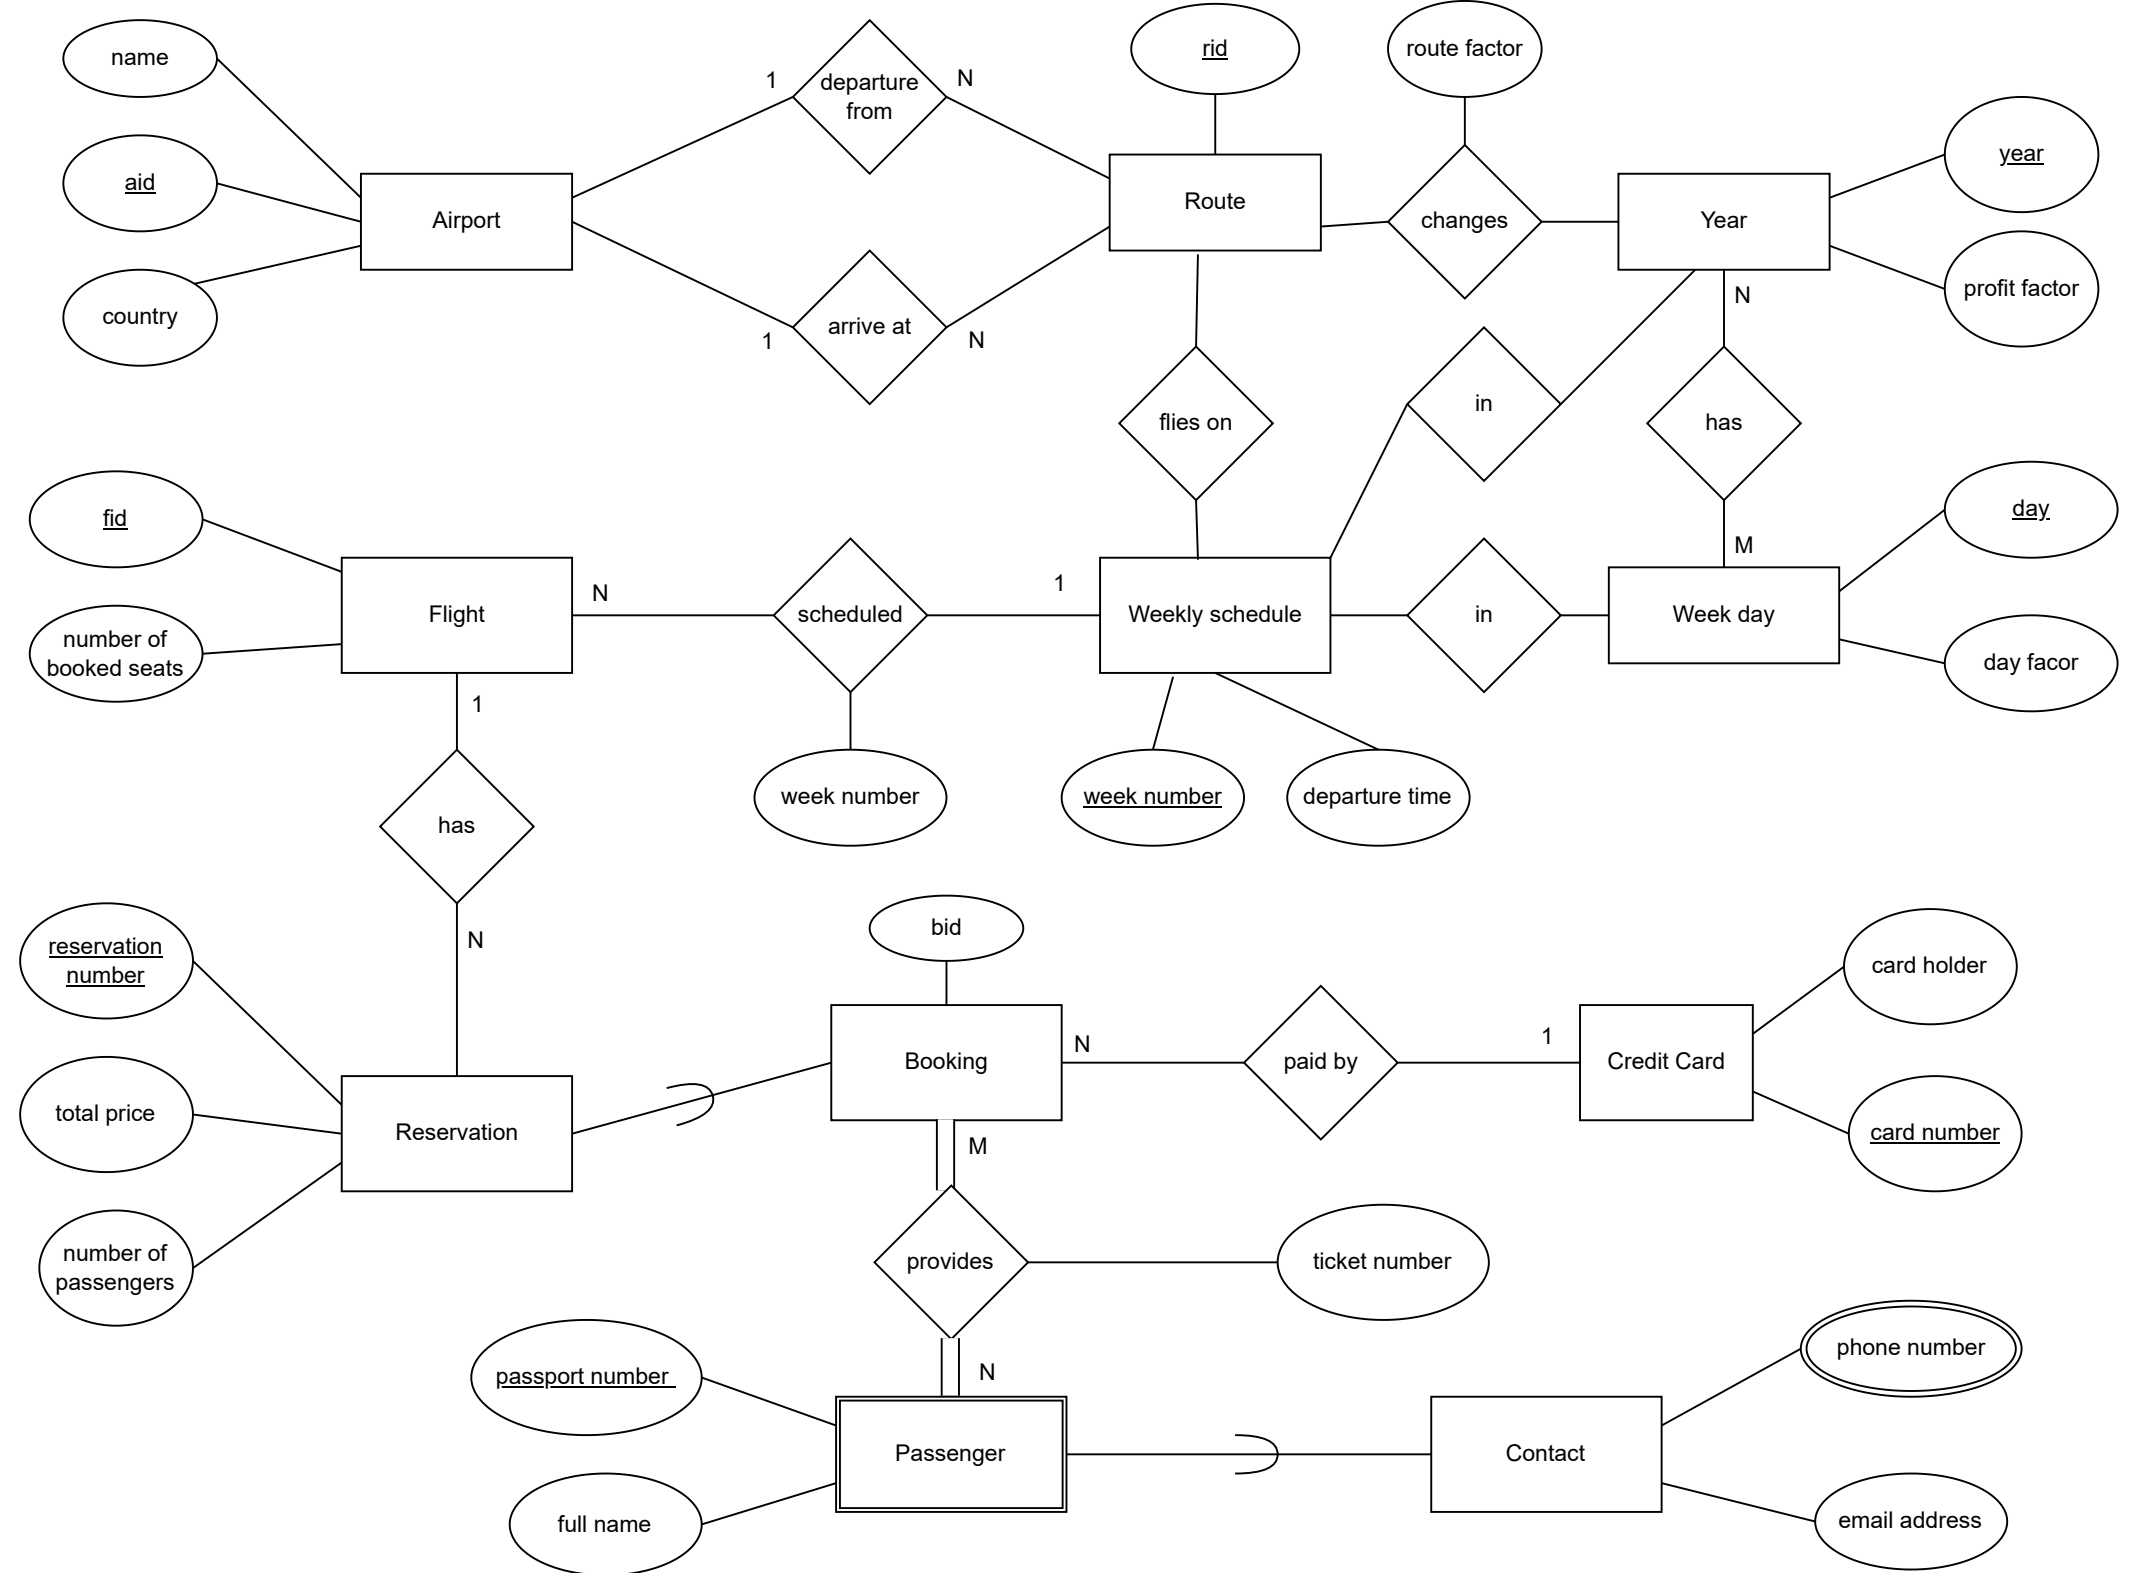 name
departure
from
1
N
rid
route factor
aid
Airport
Route
changes
Year
year
country
profit factor
1
arrive at
N
N
flies on
in
has
fid
day
M
number of
booked seats
Flight
N
scheduled
1
Weekly schedule
in
Week day
day facor
1
has
week number
week number
departure time
N
bid
reservation
number
card holder
total price
Reservation
Booking
N
paid by
1
Credit Card
card number
M
number of
passengers
provides
ticket number
N
passport number
phone number
Passenger
Contact
full name
email address